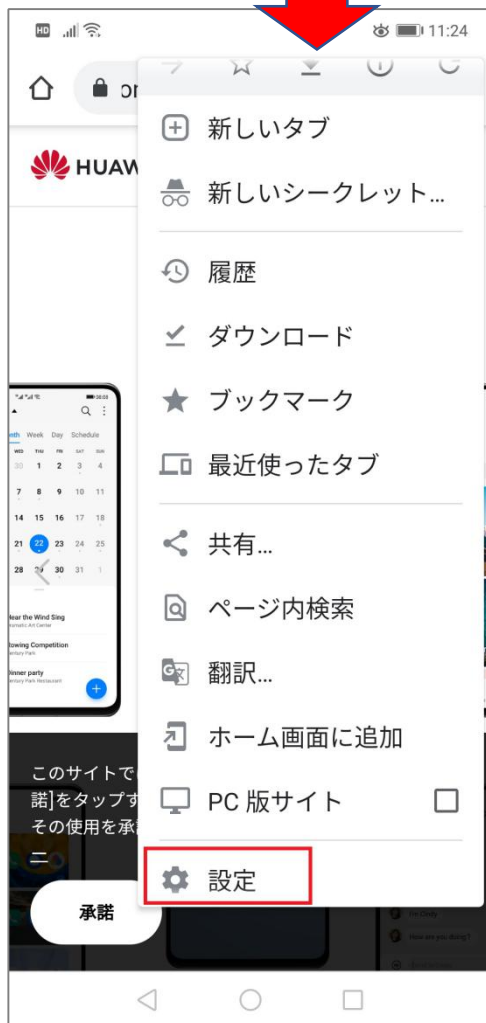 HD
11:24
HUAW
新しいタブ
新しいシークレット…
履歴
ダウンロード
ブックマーク
最近使ったタブ
共有...
ページ内検索
翻訳...
ホーム画面に追加
PC 版サイト
設定
Week Day Schedule
WED THU FRI SAT SUN
30 1 2 3 4
7 8 9 10 11
14 15 16 17 18
21 22 23 24 25
28 29 30 31 1
Hear the Wind Sing
Rowing Competition
Dinner party
このサイトで
諾]をタップす
その使用を承
承諾
I'm Cindy
How are you doing?